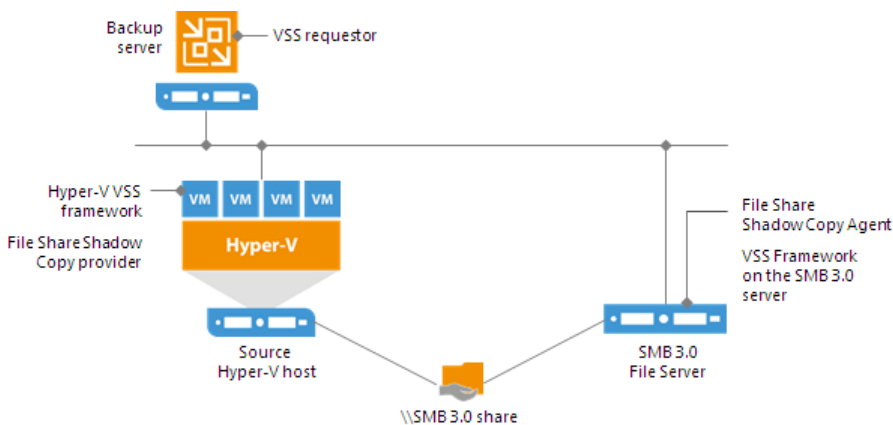 Backup
server
VSS requestor
Hyper-V VSS
framework
VM VM VM VM
File Share Shadow
Copy provider
Hyper-V
File Share
Shadow Copy Agent
VSS Framework
on the SMB 3.0
server
Source
Hyper-V host
SMB 3.0
File Server
\\SMB 3.0 share